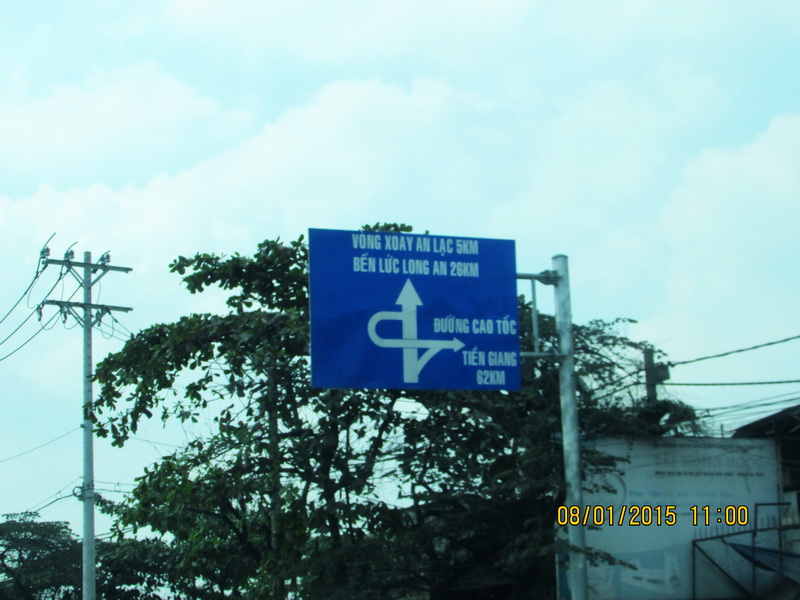 VÒNG XOAY AN LẠC 5KM
BẾN LỨC LONG AN 26KM
ĐƯỜNG CAO TỐC
TIỀN GIANG
62KM
08/01/2015 11:00